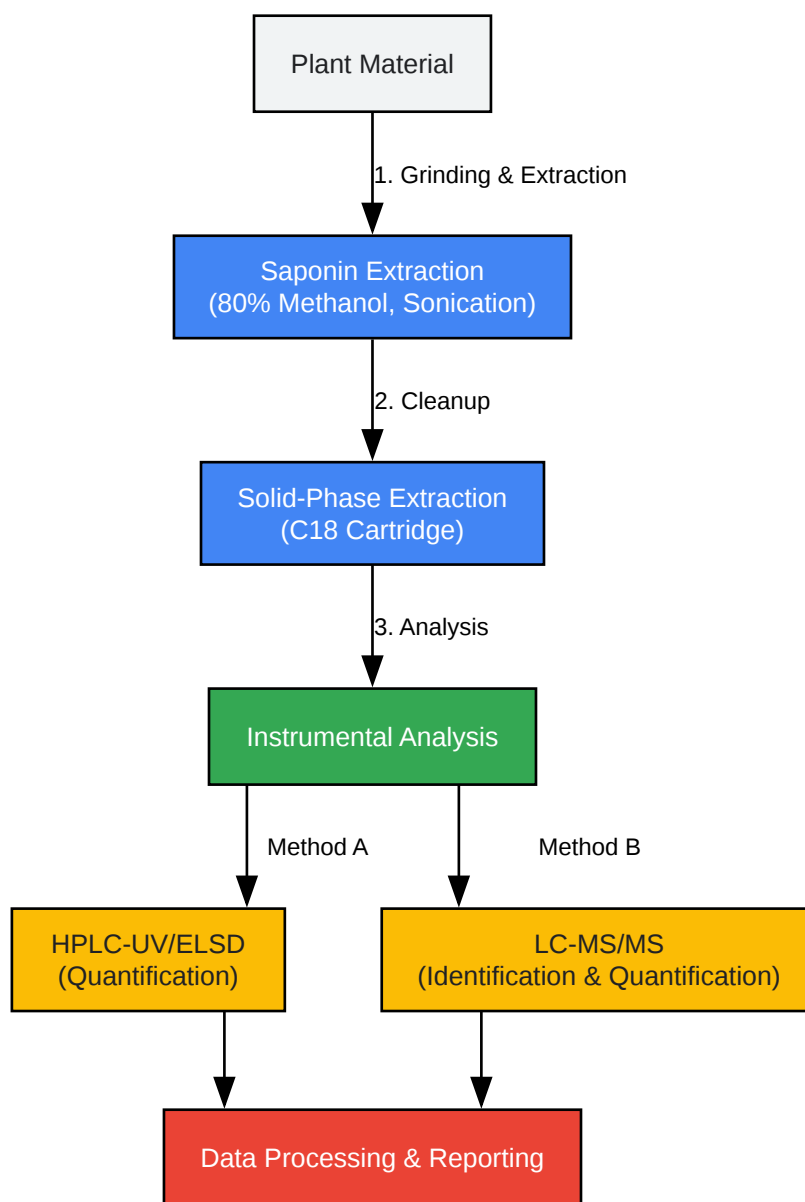 Plant Material
1. Grinding & Extraction
Saponin Extraction
(80% Methanol, Sonication)
2. Cleanup
Solid-Phase Extraction
(C18 Cartridge)
3. Analysis
Instrumental Analysis
Method A
Method B
HPLC-UV/ELSD
(Quantification)
LC-MS/MS
(Identification & Quantification)
Data Processing & Reporting